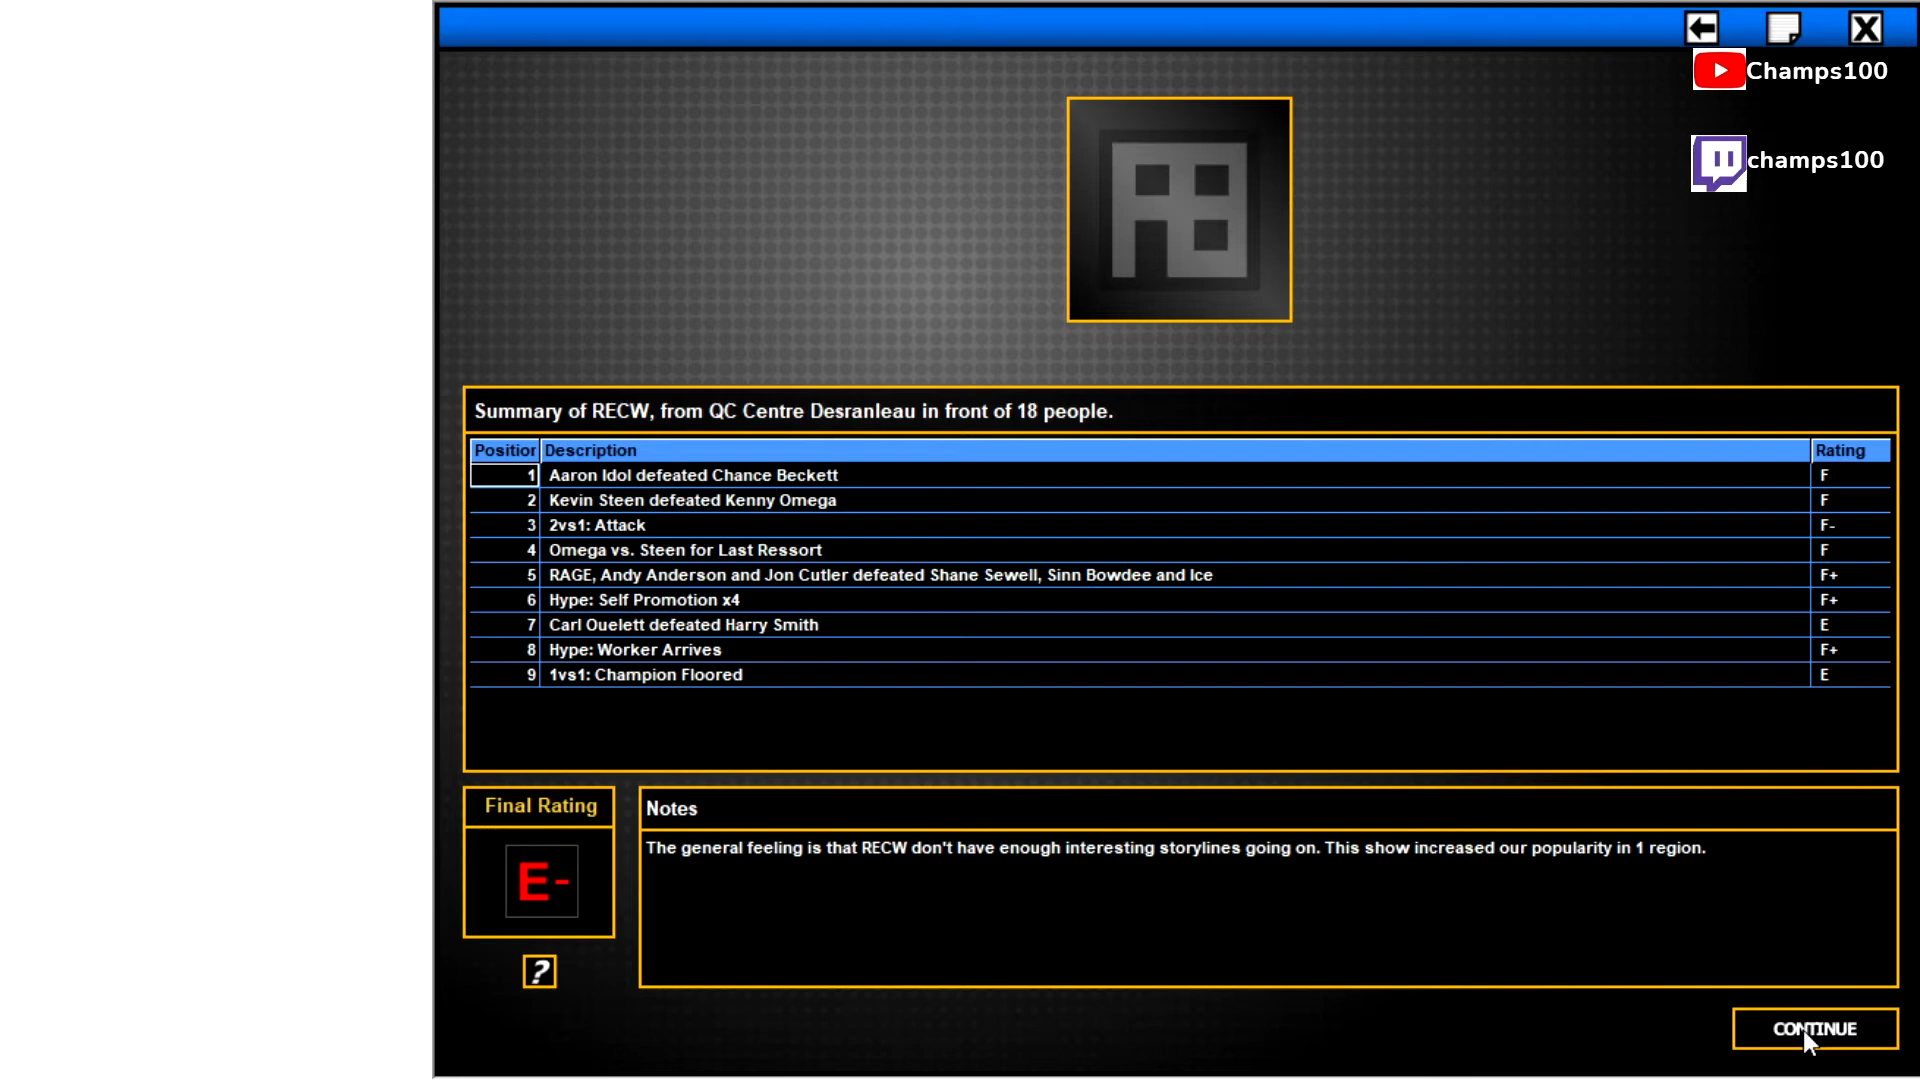 Champs100
champs100
Summary of RECW, from QC Centre Desranleau in front of 18 people.
Position Description Rating
1 Aaron Idol defeated Chance Beckett F
2 Kevin Steen defeated Kenny Omega F
3 2vs1: Attack F-
4 Omega vs. Steen for Last Ressort F
5 RAGE, Andy Anderson and Jon Cutler defeated Shane Sewell, Sinn Bowdee and Ice F+
6 Hype: Self Promotion x4 F+
7 Carl Ouelett defeated Harry Smith E
8 Hype: Worker Arrives F+
9 1vs1: Champion Floored E
Final Rating
E-
?
Notes
The general feeling is that RECW don't have enough interesting storylines going on. This show increased our popularity in 1 region.
CONTINUE